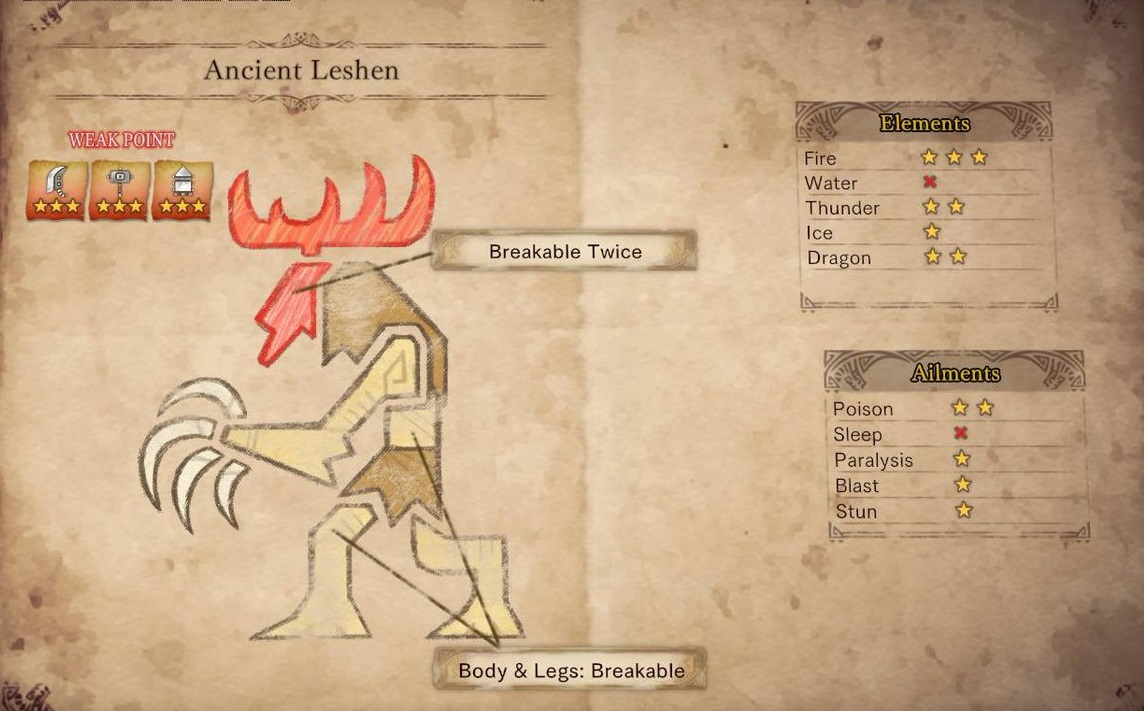 Ancient Leshen
WEAK POINT
Breakable Twice
Body & Legs: Breakable
Elements
Fire
Water
Thunder
Ice
Dragon
Ailments
Poison
Sleep
Paralysis
Blast
Stun